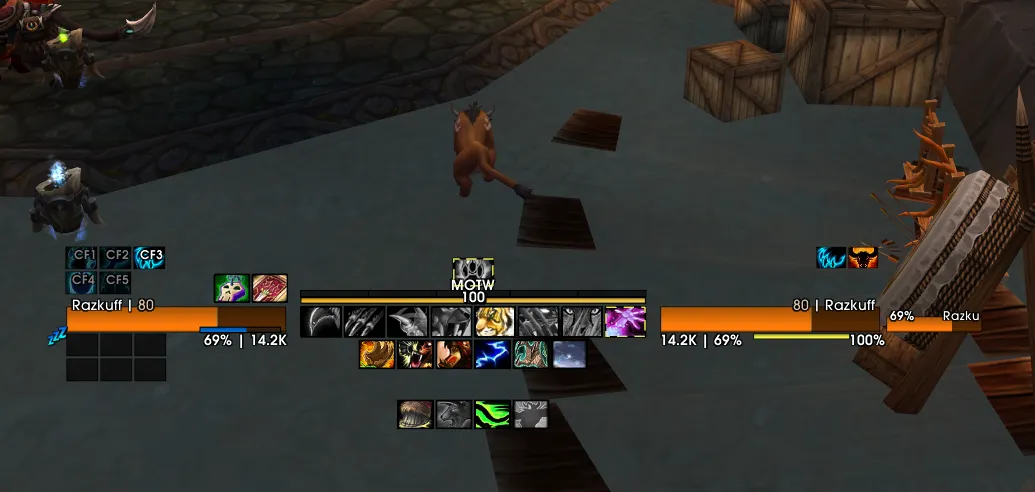 CF1 CF2 CF3
CF4 CF5
MOTW
100
Razkuff | 80
69% | 14.2K
80 | Razkuff
14.2K | 69%
100%
69% Razku
zzz